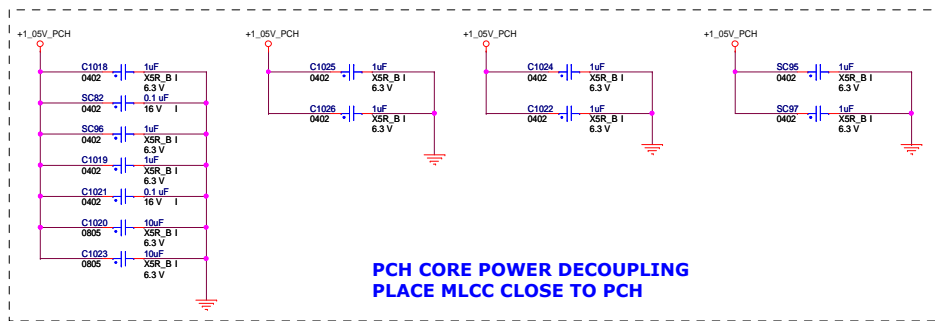 +1_05V_PCH
C1018 1uF
0402 X5R_B I
6.3 V
SC82 0.1 uF
0402 16 V I
SC96 1uF
0402 X5R_B I
6.3 V
C1019 1uF
0402 X5R_B I
6.3 V
C1021 0.1 uF
0402 16 V I
C1020 10uF
0805 X5R_B I
6.3 V
C1023 10uF
0805 X5R_B I
6.3 V
+1_05V_PCH
C1025 1uF
0402 X5R_B I
6.3 V
C1026 1uF
0402 X5R_B I
6.3 V
+1_05V_PCH
C1024 1uF
0402 X5R_B I
6.3 V
C1022 1uF
0402 X5R_B I
6.3 V
+1_05V_PCH
SC95 1uF
0402 X5R_B I
6.3 V
SC97 1uF
0402 X5R_B I
6.3 V
PCH CORE POWER DECOUPLING
PLACE MLCC CLOSE TO PCH